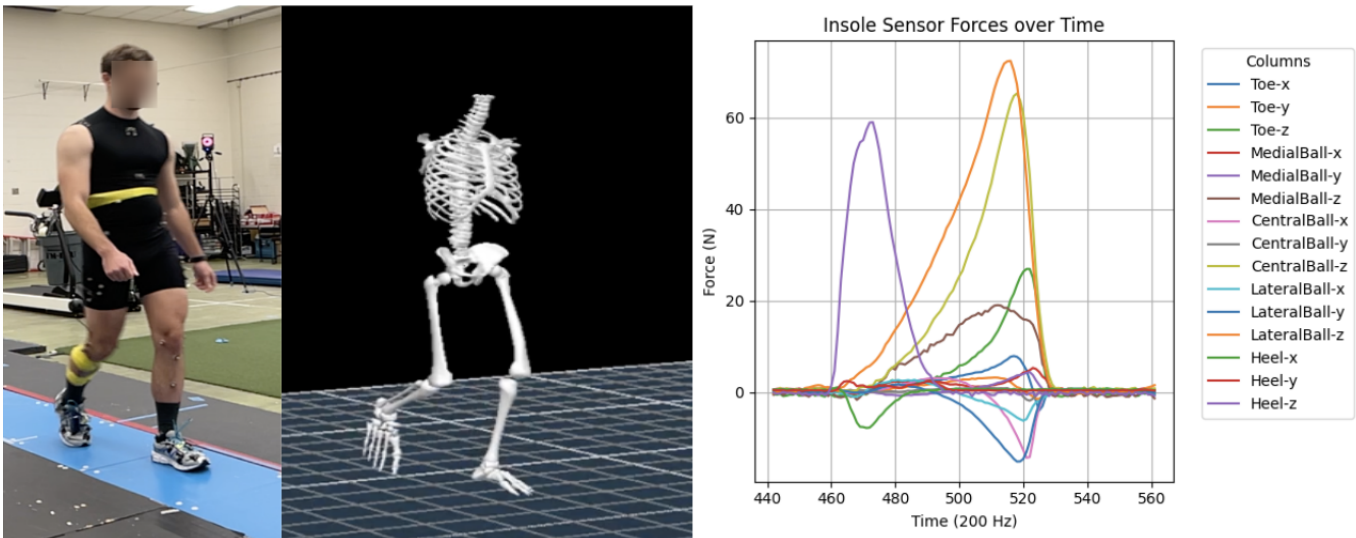 Insole Sensor Forces over Time
Force (N)
60
40
20
0
440
460
480
500
520
540
560
Time (200 Hz)
Columns
Toe-x
Toe-y
Toe-z
MedialBall-x
MedialBall-y
MedialBall-z
CentralBall-x
CentralBall-y
CentralBall-z
LateralBall-x
LateralBall-y
LateralBall-z
Heel-x
Heel-y
Heel-z